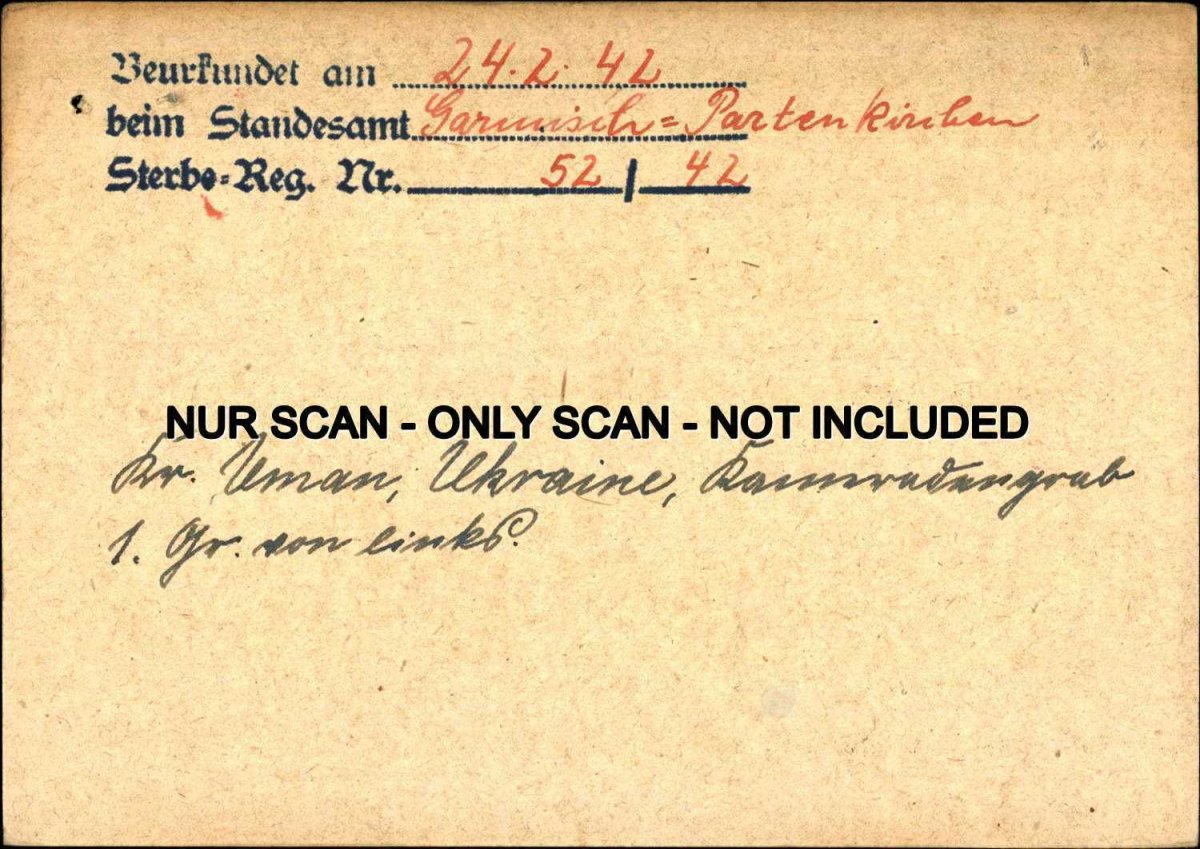 Beurkundet am 24.2.42
beim Standesamt Garmisch=Partenkirchen
Sterbe=Reg. Nr. 52 / 42
NUR SCAN - ONLY SCAN - NOT INCLUDED
Kr. Uman, Ukraine, Kameradengrab
1. Gr. von links.